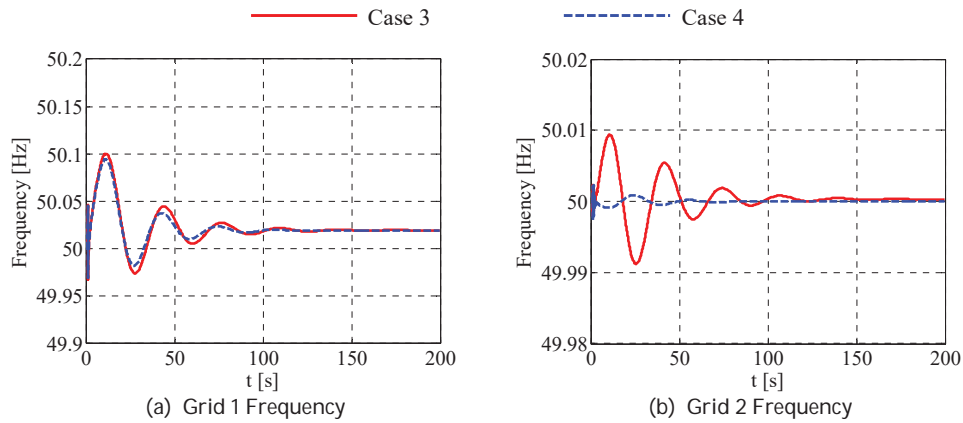 Case 3
Case 4
50.2
50.15
50.1
50.05
50
49.95
49.9
Frequency [Hz]
0
50
100
150
200
t [s]
(a) Grid 1 Frequency
50.02
50.01
50
49.99
49.98
Frequency [Hz]
0
50
100
150
200
t [s]
(b) Grid 2 Frequency